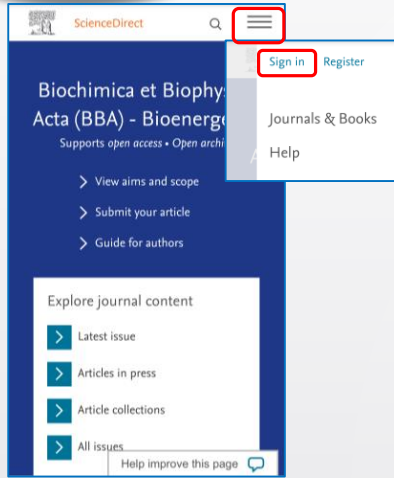 ScienceDirect
Sign in Register
Journals & Books
Help
Biochimica et Biophy
Acta (BBA) - Bioenerge
Supports open access • Open archi
View aims and scope
Submit your article
Guide for authors
Explore journal content
Latest issue
Articles in press
Article collections
All issues
Help improve this page